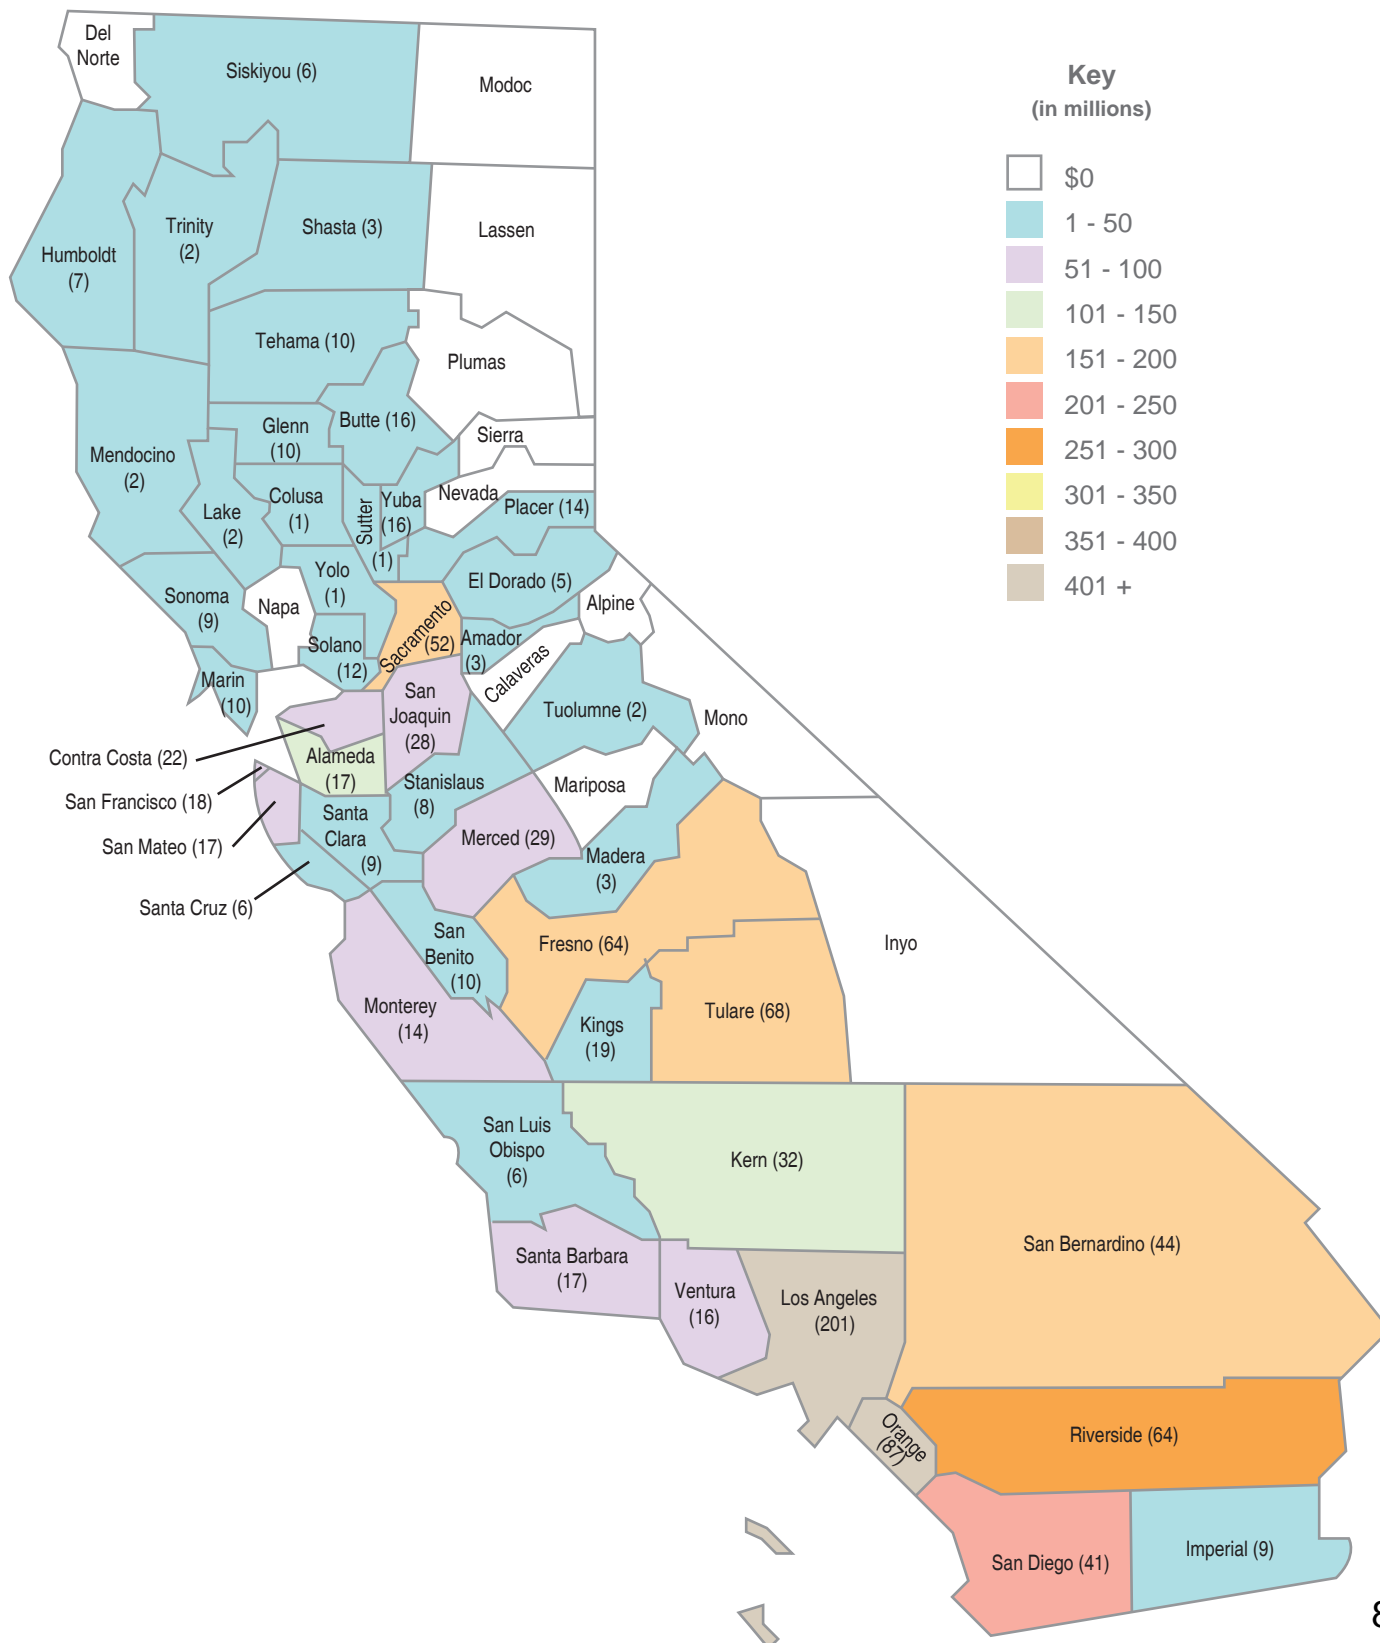 Del
Norte
Siskiyou (6)
Modoc
Humboldt
(7)
Trinity
(2)
Shasta (3)
Lassen
Tehama (10)
Plumas
Mendocino
(2)
Glenn
(10)
Butte (16)
Sierra
Lake
(2)
Colusa
(1)
Sutter
(1)
Yuba
(16)
Nevada
Placer (14)
Sonoma
(9)
Napa
Yolo
(1)
El Dorado (5)
Alpine
Solano
(12)
Sacramento
(52)
Amador
(3)
Calaveras
Marin
(10)
San
Joaquin
(28)
Tuolumne (2)
Mono
Contra Costa (22)
Alameda
(17)
Stanislaus
(8)
Mariposa
San Francisco (18)
San Mateo (17)
Santa
Clara
(9)
Merced (29)
Madera
(3)
Santa Cruz (6)
San
Benito
(10)
Fresno (64)
Inyo
Monterey
(14)
Kings
(19)
Tulare (68)
San Luis
Obispo
(6)
Kern (32)
San Bernardino (44)
Santa Barbara
(17)
Ventura
(16)
Los Angeles
(201)
Orange
(87)
Riverside (64)
San Diego (41)
Imperial (9)
Key
(in millions)
$0
1 - 50
51 - 100
101 - 150
151 - 200
201 - 250
251 - 300
301 - 350
351 - 400
401 +
8